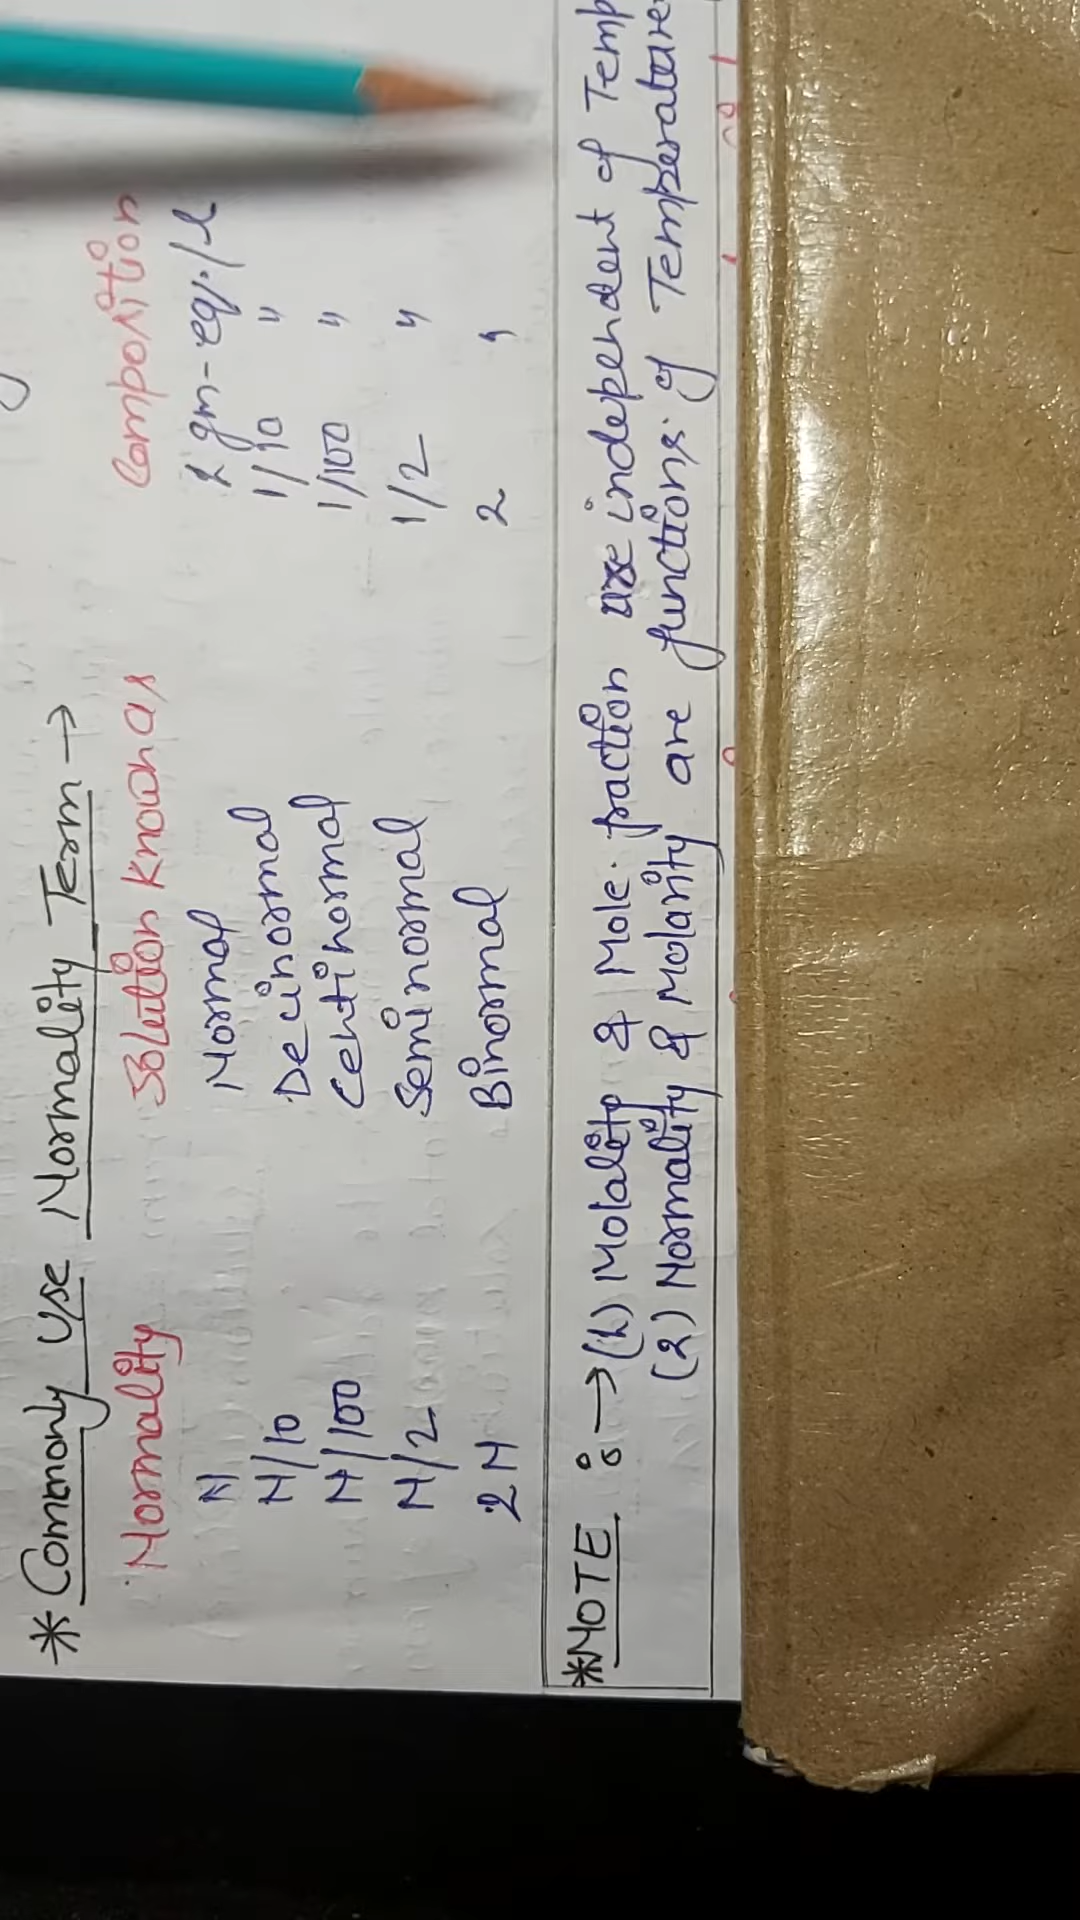 * Commonly Use Normality Term →
Normality Solution known as Composition
N Normal 1 gm-eq./l
N/10 Decinormal 1/10 "
N/100 Centinormal 1/100 "
N/2 Seminormal 1/2 "
2N Binormal 2 "
*NOTE :→ (1) Molality & Mole fraction are independent of Temp
(2) Normality & Molarity are functions of Temperature